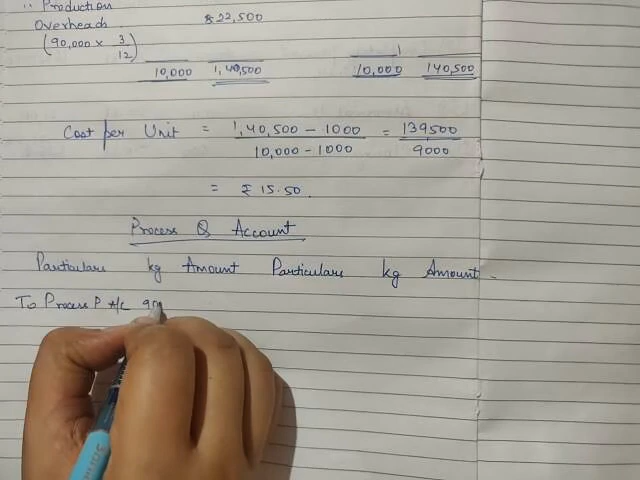 ∴ Production
Overheads 22,500
(90,000 × 3/12)
10,000 1,40,500 10,000 140,500
Cost per Unit = 1,40,500 - 1000 / 10,000 - 1000 = 139500 / 9000
= ₹ 15.50.
Process Q Account
Particulars kg Amount Particulars kg Amount
To Process P A/c